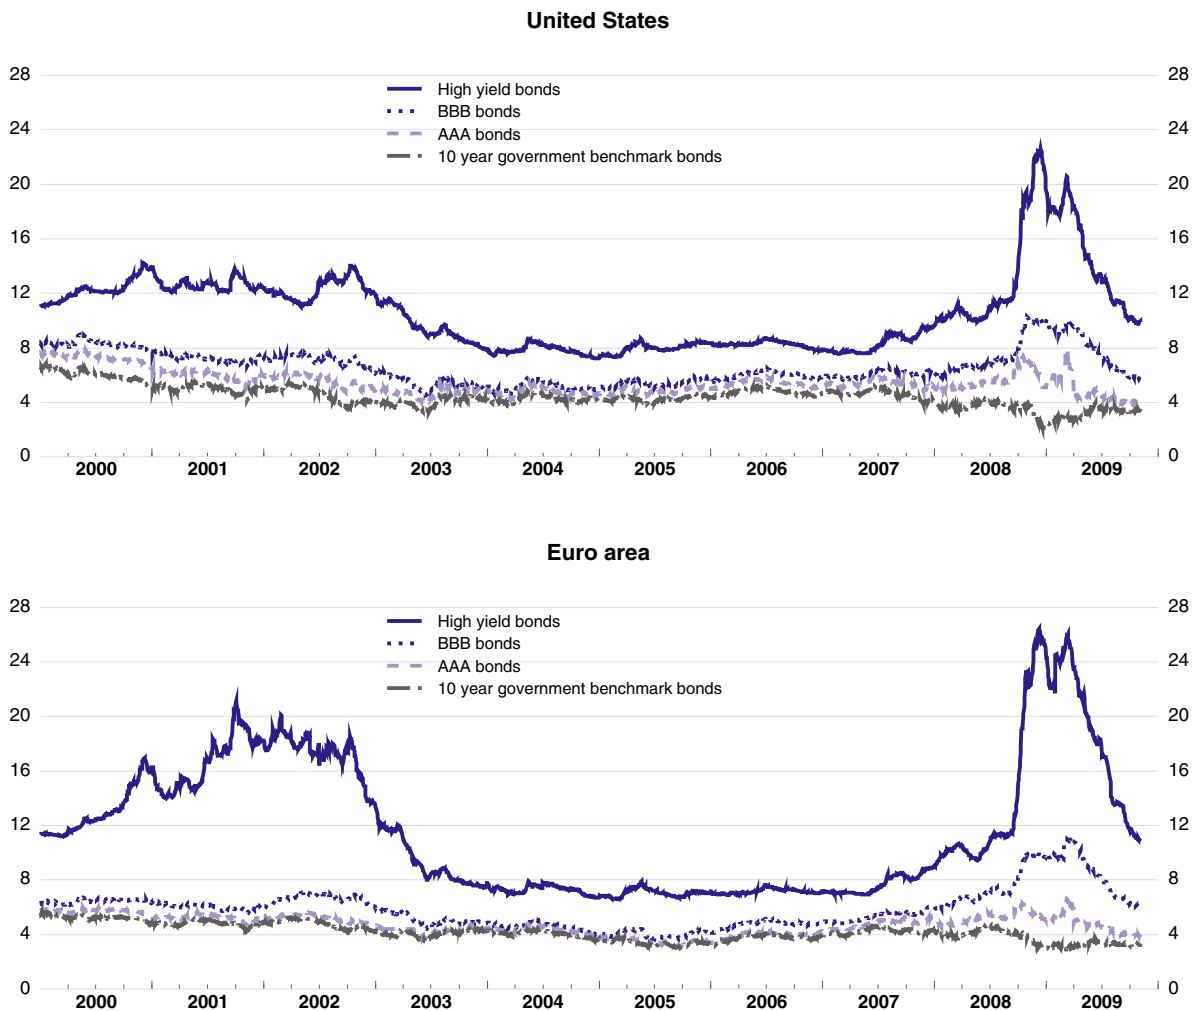 United States
28 28
High yield bonds
BBB bonds
24 24
AAA bonds
10 year government benchmark bonds
20 20
16 16
12 12
8 8
4 4
0 0
2000 2001 2002 2003 2004 2005 2006 2007 2008 2009
Euro area
28 28
High yield bonds
BBB bonds
24 24
AAA bonds
10 year government benchmark bonds
20 20
16 16
12 12
8 8
4 4
0 0
2000 2001 2002 2003 2004 2005 2006 2007 2008 2009